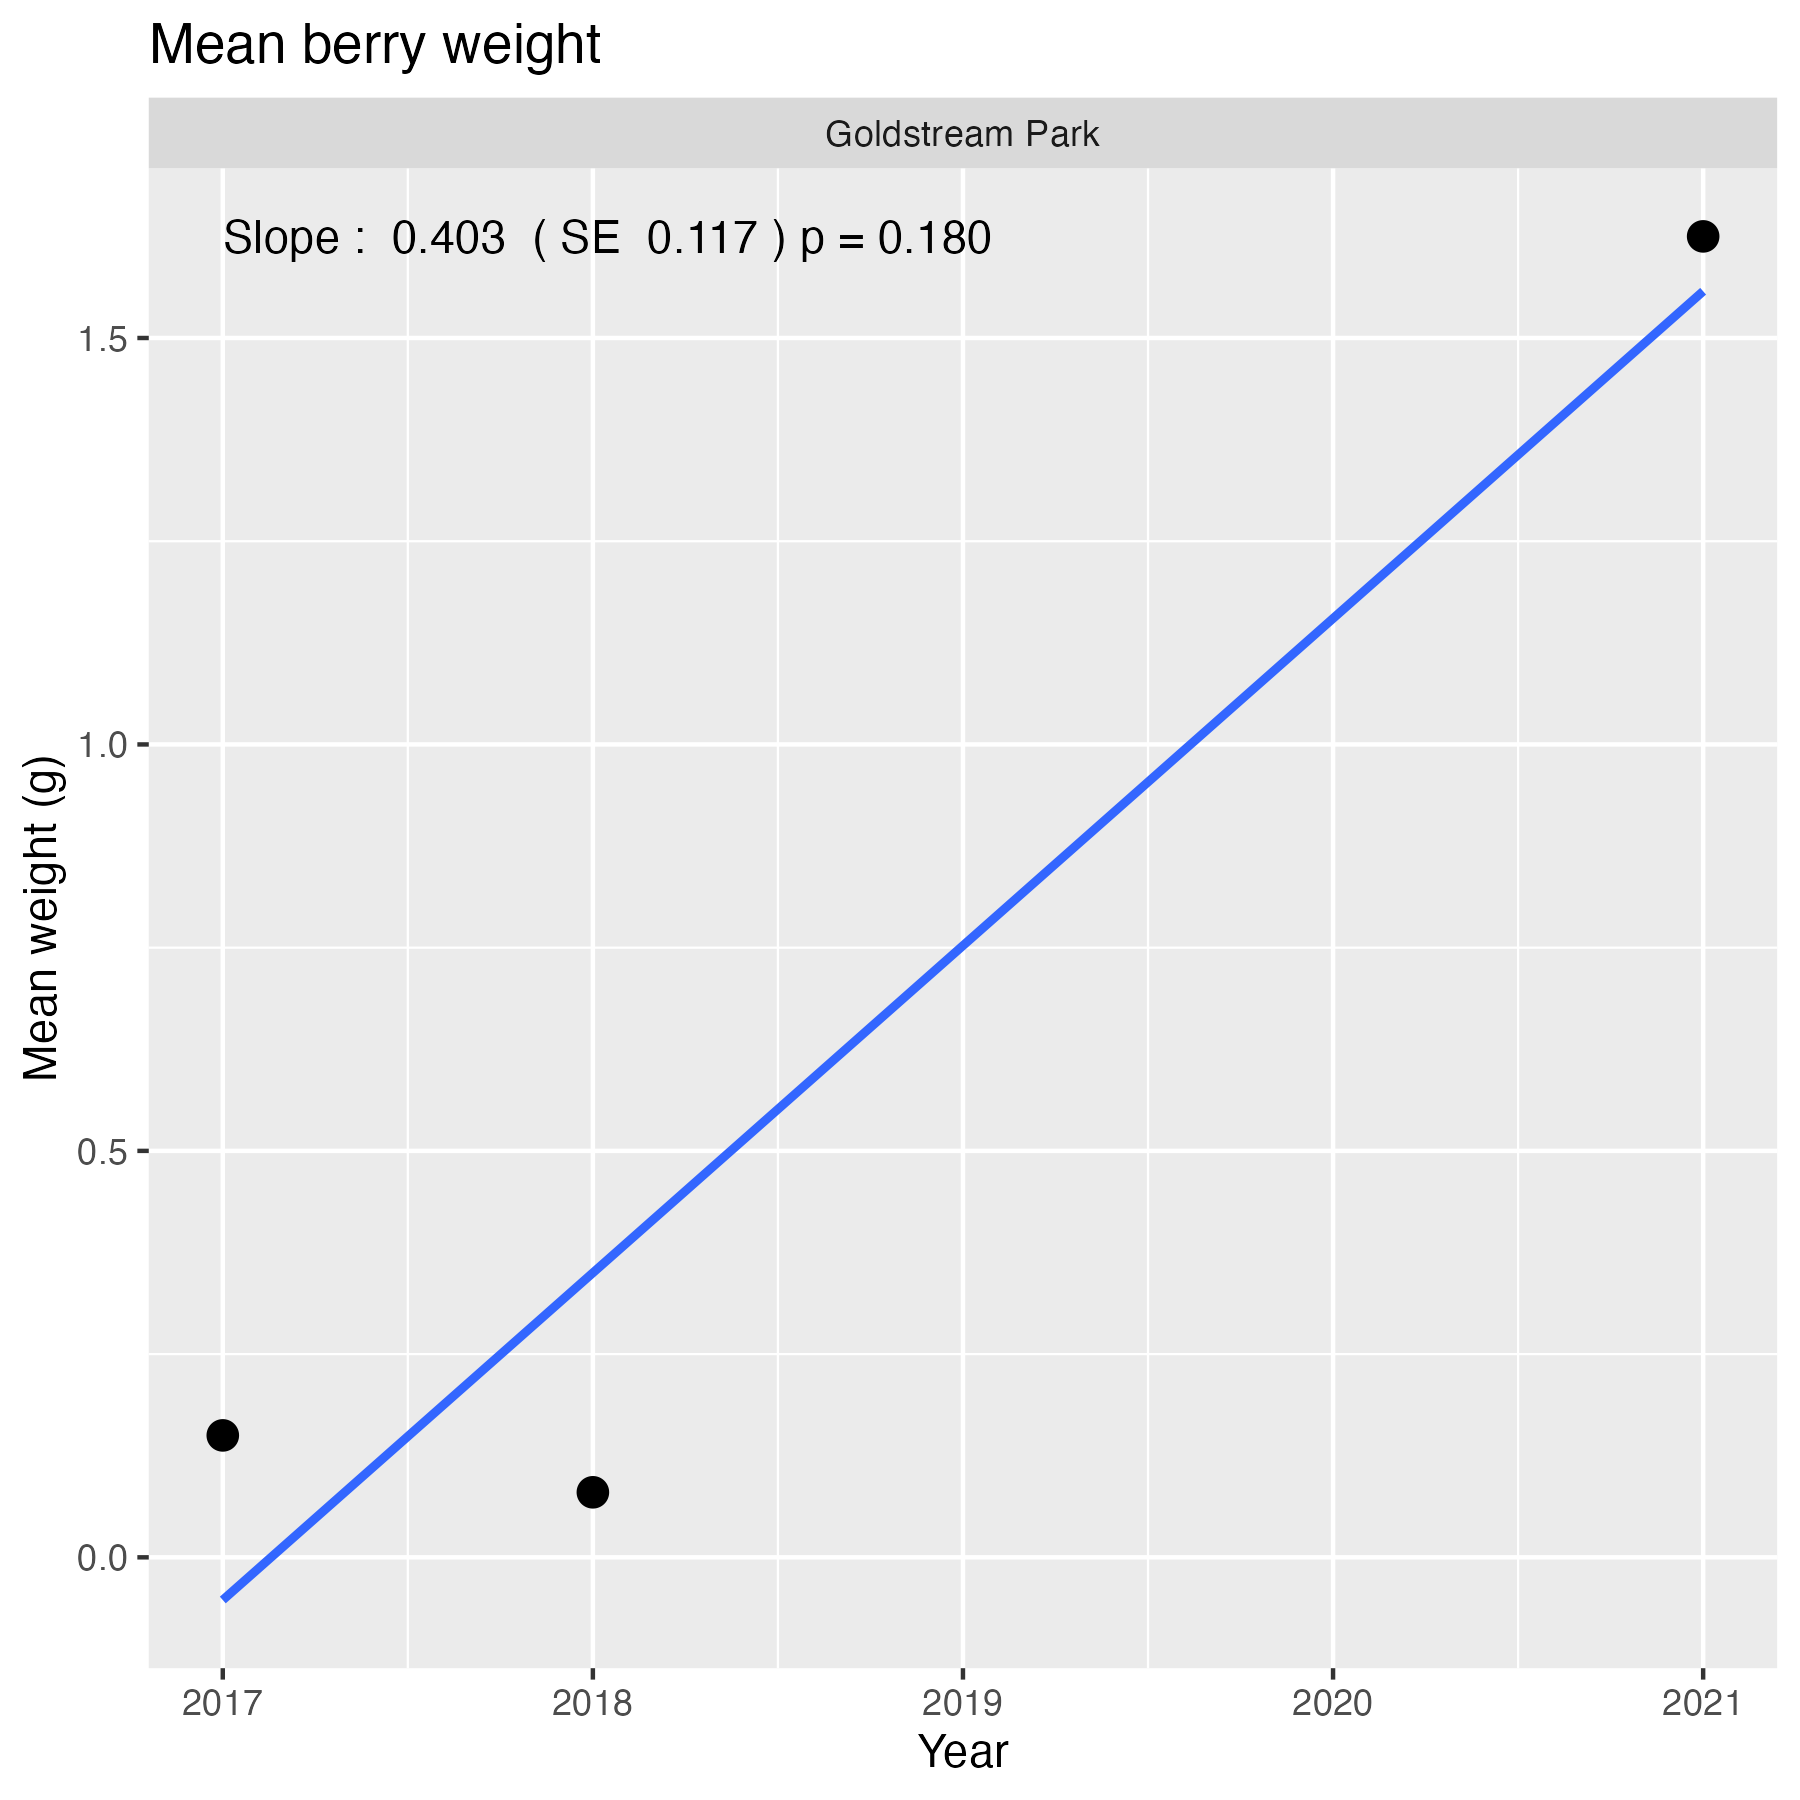 Mean berry weight
Goldstream Park
Slope : 0.403 ( SE 0.117 ) p = 0.180
1.5
1.0
0.5
0.0
Mean weight (g)
2017 2018 2019 2020 2021
Year